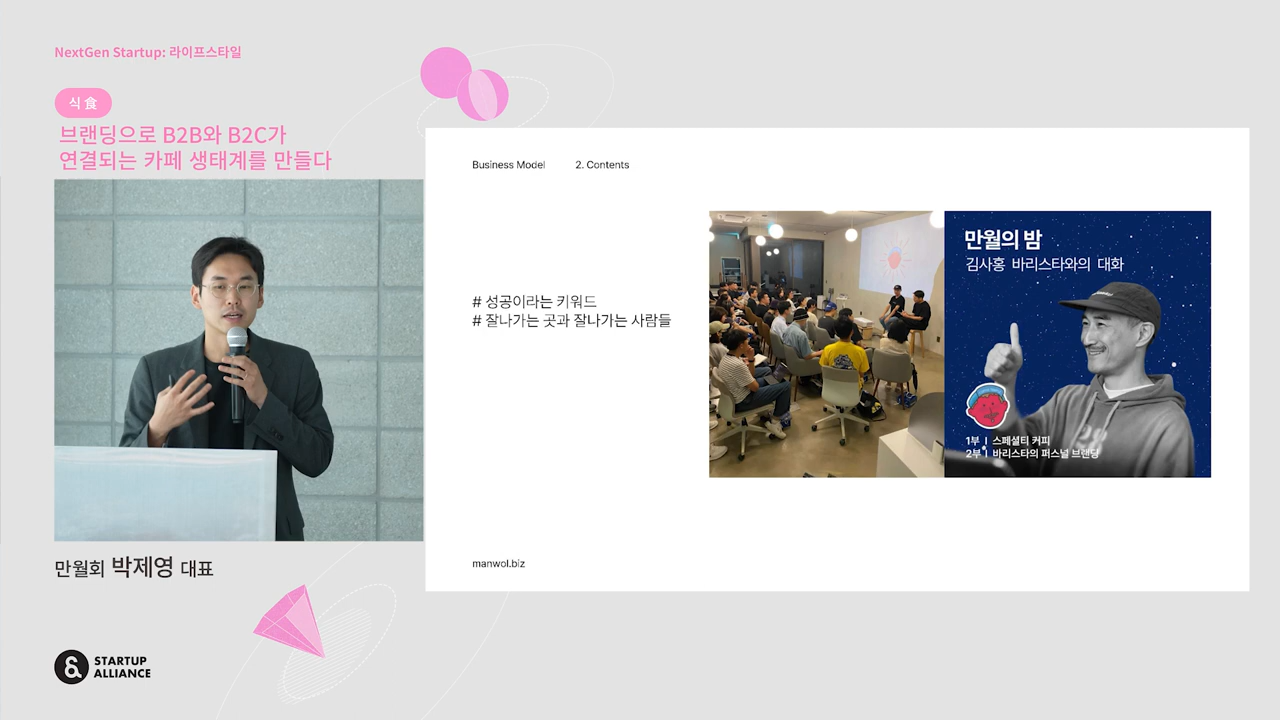 NextGen Startup: 라이프스타일
식 食
브랜딩으로 B2B와 B2C가
연결되는 카페 생태계를 만들다
Business Model 2. Contents
# 성공이라는 키워드
# 잘나가는 곳과 잘나가는 사람들
만월의 밤
김사홍 바리스타와의 대화
1부 | 스페셜티 커피
2부 | 바리스타의 퍼스널 브랜딩
manwol.biz
만월회 박제영 대표
STARTUP
ALLIANCE